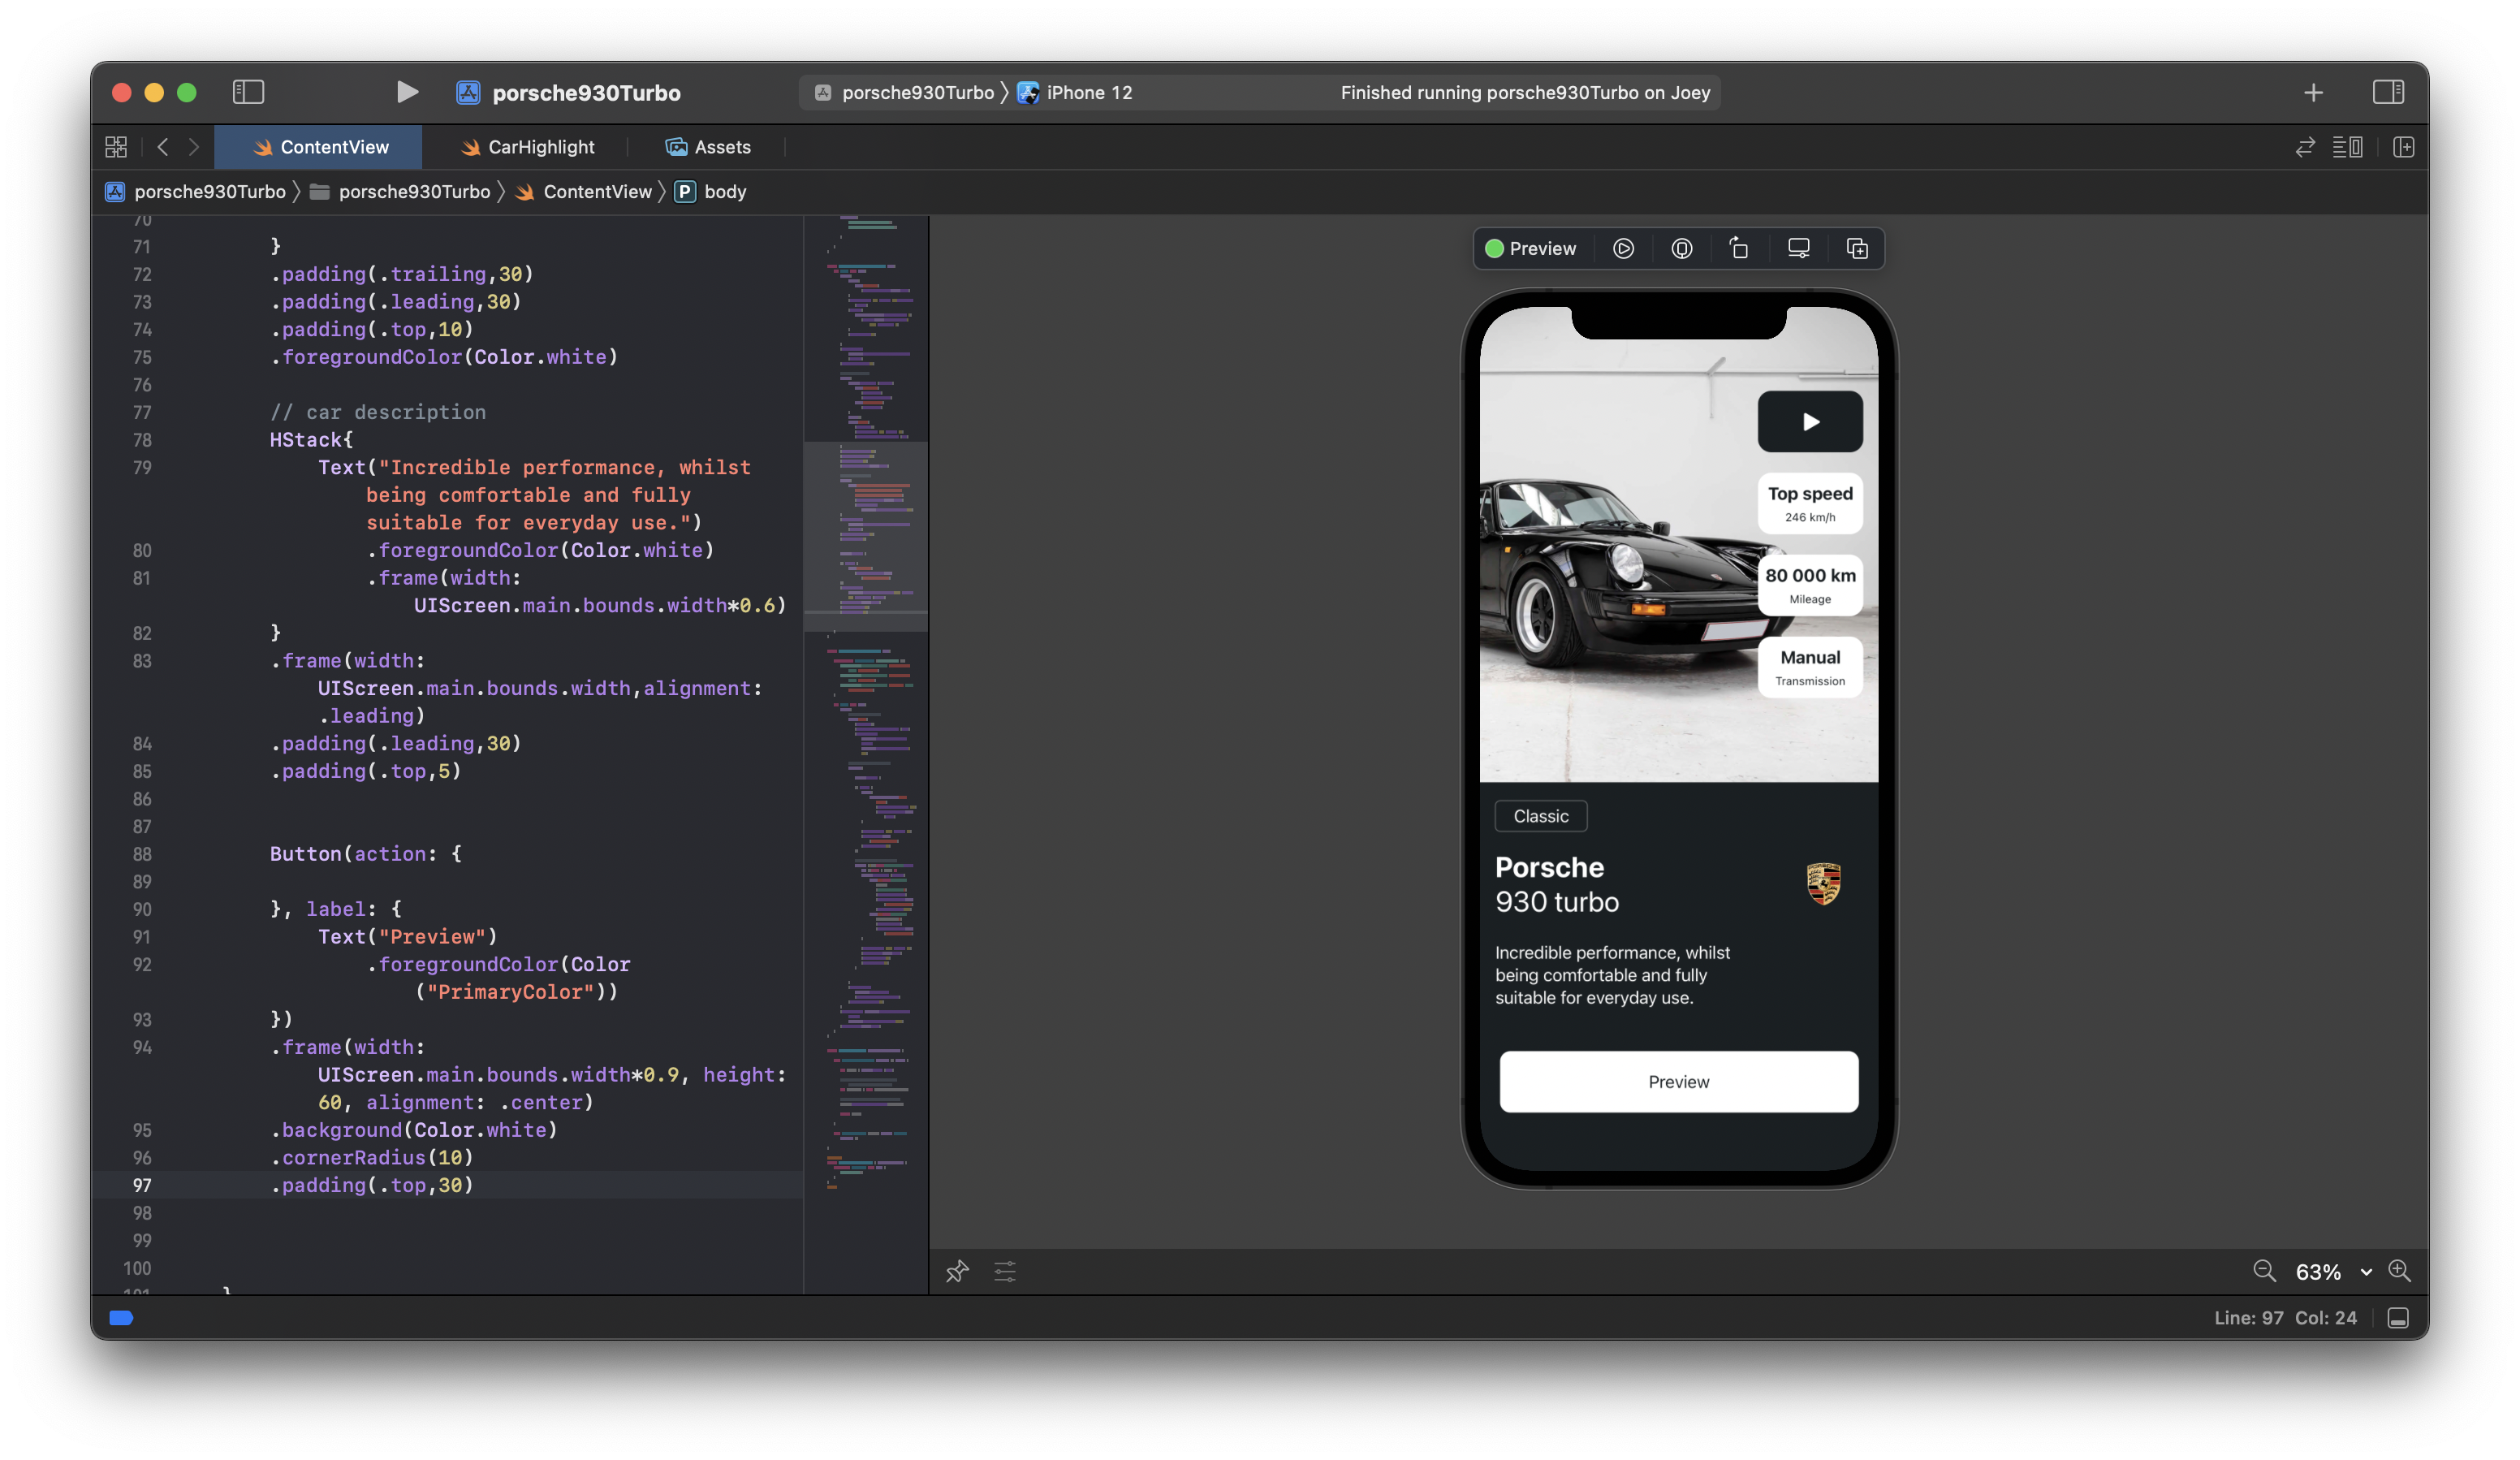 porsche930Turbo
porsche930Turbo
iPhone 12
Finished running porsche930Turbo on Joey
ContentView
CarHighlight
Assets
porsche930Turbo
porsche930Turbo
ContentView
P
body
70
71 }
72 .padding(.trailing,30)
73 .padding(.leading,30)
74 .padding(.top,10)
75 .foregroundColor(Color.white)
76
77 // car description
78 HStack{
79 Text("Incredible performance, whilst
being comfortable and fully
suitable for everyday use.")
80 .foregroundColor(Color.white)
81 .frame(width:
UIScreen.main.bounds.width*0.6)
82 }
83 .frame(width:
UIScreen.main.bounds.width,alignment:
.leading)
84 .padding(.leading,30)
85 .padding(.top,5)
86
87
88 Button(action: {
89
90 }, label: {
91 Text("Preview")
92 .foregroundColor(Color
("PrimaryColor"))
93 })
94 .frame(width:
UIScreen.main.bounds.width*0.9, height:
60, alignment: .center)
95 .background(Color.white)
96 .cornerRadius(10)
97 .padding(.top,30)
98
99
100
101 }
Preview
Top speed
246 km/h
80 000 km
Mileage
Manual
Transmission
Classic
Porsche
930 turbo
Incredible performance, whilst
being comfortable and fully
suitable for everyday use.
Preview
63%
Line: 97 Col: 24